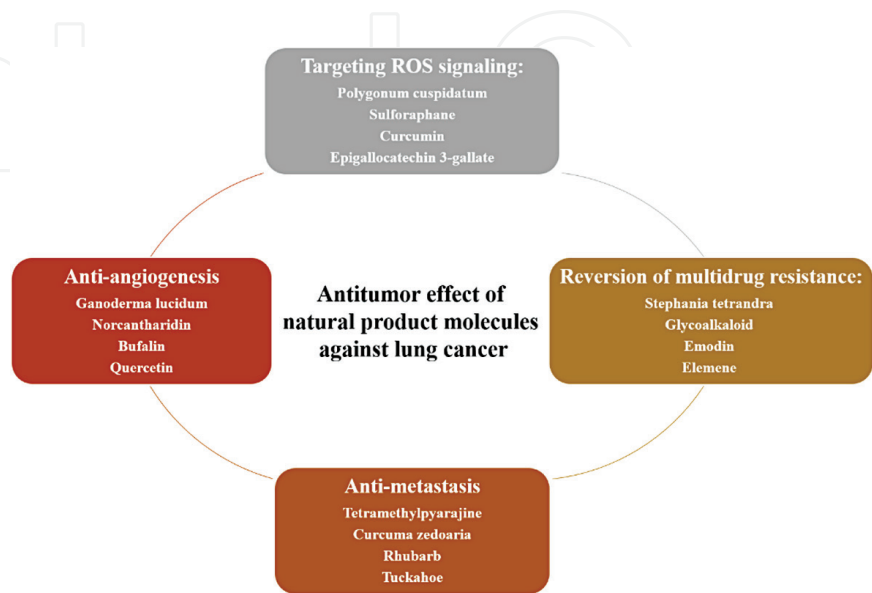 Targeting ROS signaling:
Polygonum cuspidatum
Sulforaphane
Curcumin
Epigallocatechin 3-gallate
Anti-angiogenesis
Ganoderma lucidum
Norcantharidin
Bufalin
Quercetin
Antitumor effect of
natural product molecules
against lung cancer
Reversion of multidrug resistance:
Stephania tetrandra
Glycoalkaloid
Emodin
Elemene
Anti-metastasis
Tetramethylpyarajine
Curcuma zedoaria
Rhubarb
Tuckahoe